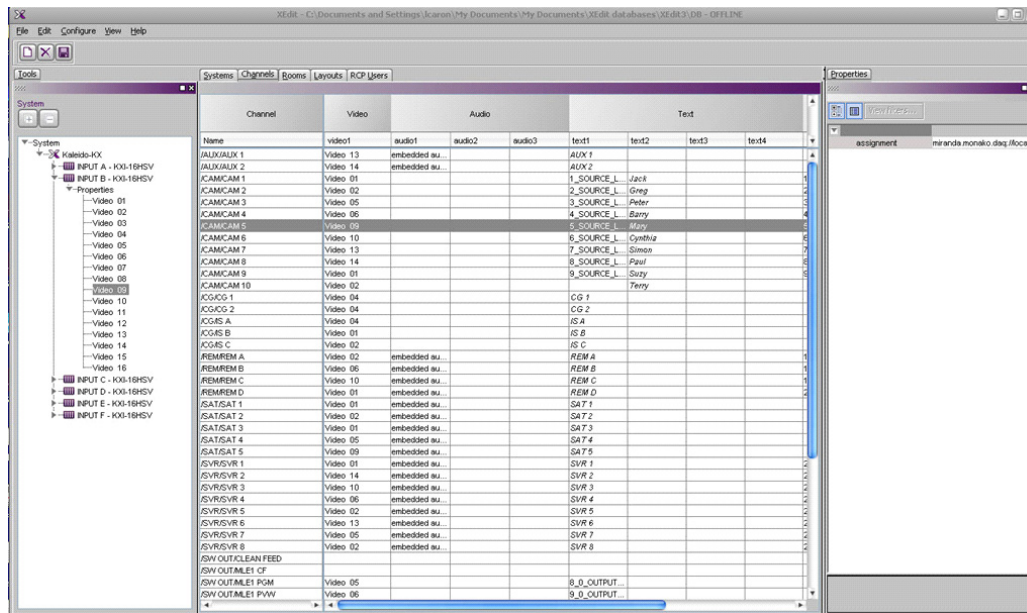 XEdit - C:\Documents and Settings\lcaron\My Documents\My Documents\XEdit databases\XEdit3\DB - OFFLINE
File Edit Configure View Help
Tools
System
System
Kaleido-KX
INPUT A - KXI-16HSV
INPUT B - KXI-16HSV
Properties
Video 01
Video 02
Video 03
Video 04
Video 05
Video 06
Video 07
Video 08
Video 09
Video 10
Video 11
Video 12
Video 13
Video 14
Video 15
Video 16
INPUT C - KXI-16HSV
INPUT D - KXI-16HSV
INPUT E - KXI-16HSV
INPUT F - KXI-16HSV
Systems Channels Rooms Layouts RCP Users
Channel Video Audio Text
Name video1 audio1 audio2 audio3 text1 text2 text3 text4
/AUX/AUX 1 Video 13 embedded au... AUX 1
/AUX/AUX 2 Video 14 embedded au... AUX 2
/CAM/CAM 1 Video 01 1_SOURCE_L... Jack
/CAM/CAM 2 Video 02 2_SOURCE_L... Greg
/CAM/CAM 3 Video 05 3_SOURCE_L... Peter
/CAM/CAM 4 Video 06 4_SOURCE_L... Barry
/CAM/CAM 5 Video 09 5_SOURCE_L... Mary
/CAM/CAM 6 Video 10 6_SOURCE_L... Cynthia
/CAM/CAM 7 Video 13 7_SOURCE_L... Simon
/CAM/CAM 8 Video 14 8_SOURCE_L... Paul
/CAM/CAM 9 Video 01 9_SOURCE_L... Suzy
/CAM/CAM 10 Video 02 Terry
/CG/CG 1 Video 04 CG 1
/CG/CG 2 Video 04 CG 2
/CG/IS A Video 04 IS A
/CG/IS B Video 01 IS B
/CG/IS C Video 02 IS C
/REM/REM A Video 02 embedded au... REM A
/REM/REM B Video 06 embedded au... REM B
/REM/REM C Video 10 embedded au... REM C
/REM/REM D Video 01 embedded au... REM D
/SAT/SAT 1 Video 01 embedded au... SAT 1
/SAT/SAT 2 Video 02 embedded au... SAT 2
/SAT/SAT 3 Video 01 embedded au... SAT 3
/SAT/SAT 4 Video 05 embedded au... SAT 4
/SAT/SAT 5 Video 09 embedded au... SAT 5
/SVR/SVR 1 Video 01 embedded au... SVR 1
/SVR/SVR 2 Video 14 embedded au... SVR 2
/SVR/SVR 3 Video 10 embedded au... SVR 3
/SVR/SVR 4 Video 06 embedded au... SVR 4
/SVR/SVR 5 Video 02 embedded au... SVR 5
/SVR/SVR 6 Video 13 embedded au... SVR 6
/SVR/SVR 7 Video 05 embedded au... SVR 7
/SVR/SVR 8 Video 02 embedded au... SVR 8
/SW OUT/CLEAN FEED
/SW OUT/MLE1 CF
/SW OUT/MLE1 PGM Video 05 8_0_OUTPUT...
/SW OUT/MLE1 PVW Video 06 9_0_OUTPUT...
Properties
assignment miranda.monako.daq://loca